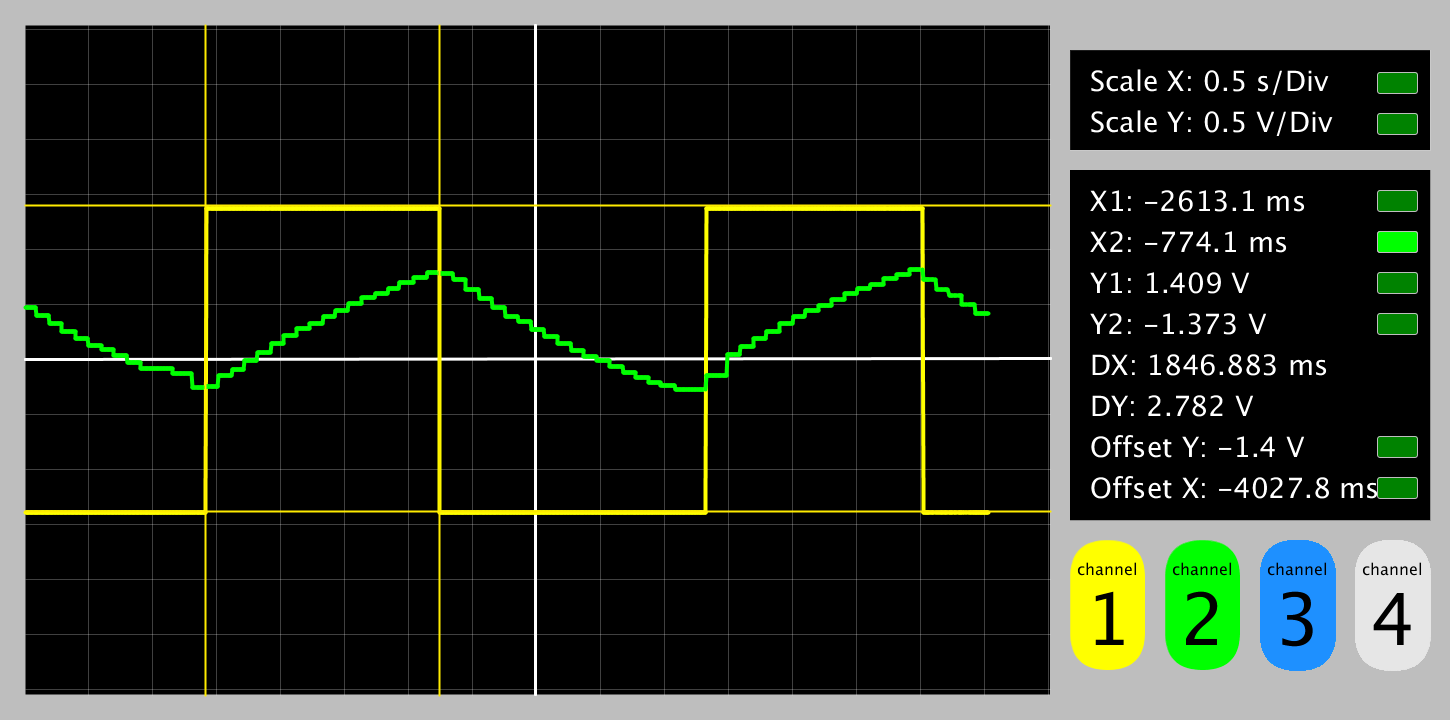 Scale X: 0.5 s/Div
Scale Y: 0.5 V/Div
X1: -2613.1 ms
X2: -774.1 ms
Y1: 1.409 V
Y2: -1.373 V
DX: 1846.883 ms
DY: 2.782 V
Offset Y: -1.4 V
Offset X: -4027.8 ms
channel
1
channel
2
channel
3
channel
4